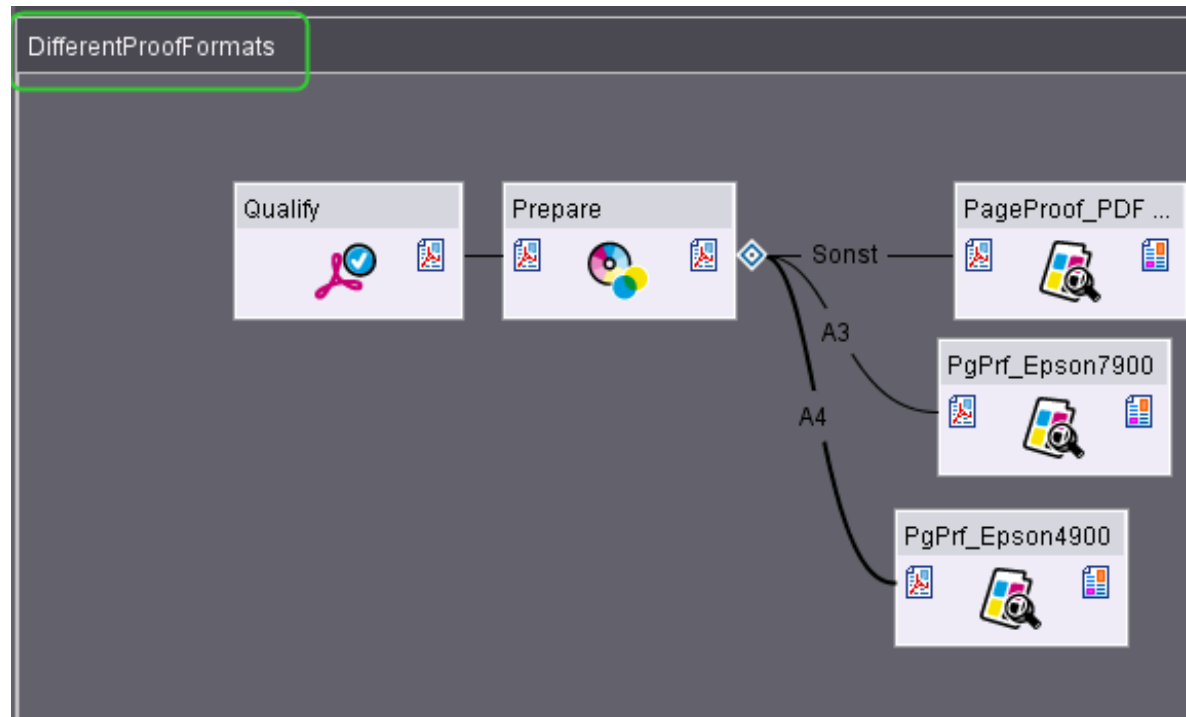 DifferentProofFormats
Qualify
Prepare
Sonst
PageProof_PDF ...
A3
PgPrf_Epson7900
A4
PgPrf_Epson4900